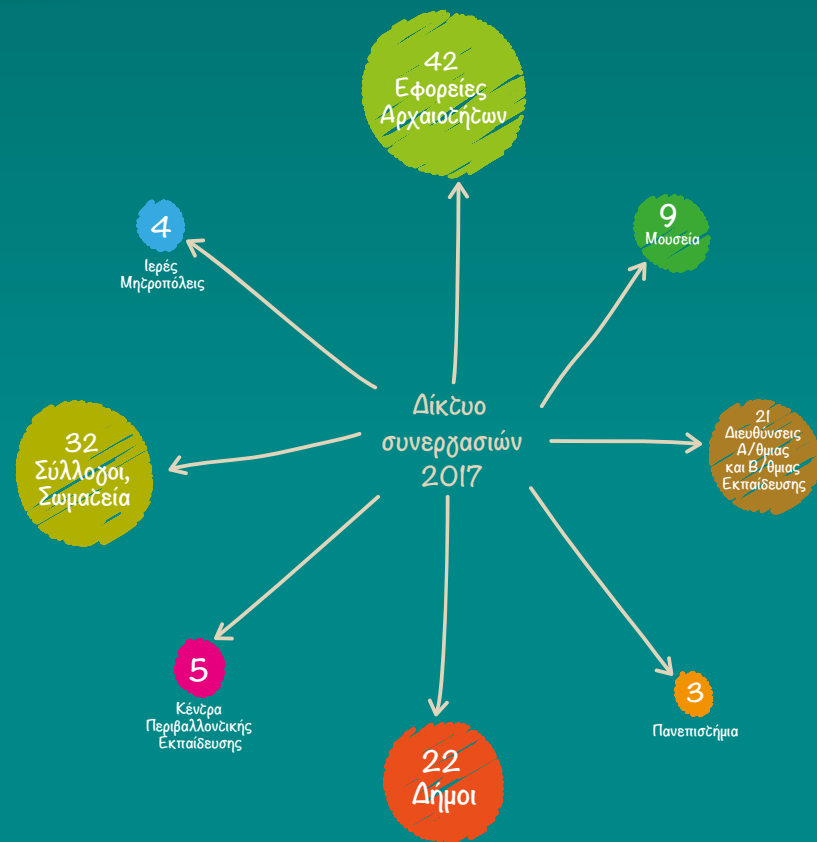 42
Εφορείες
Αρχαιοτήτων
9
Μουσεία
4
Ιερές
Μητροπόλεις
Δίκτυο
συνεργασιών
2017
21
Διευθύνσεις
Α/θμιας
και Β/θμιας
Εκπαίδευσης
32
Σύλλογοι,
Σωματεία
5
Κέντρα
Περιβαλλοντικής
Εκπαίδευσης
3
Πανεπιστήμια
22
Δήμοι